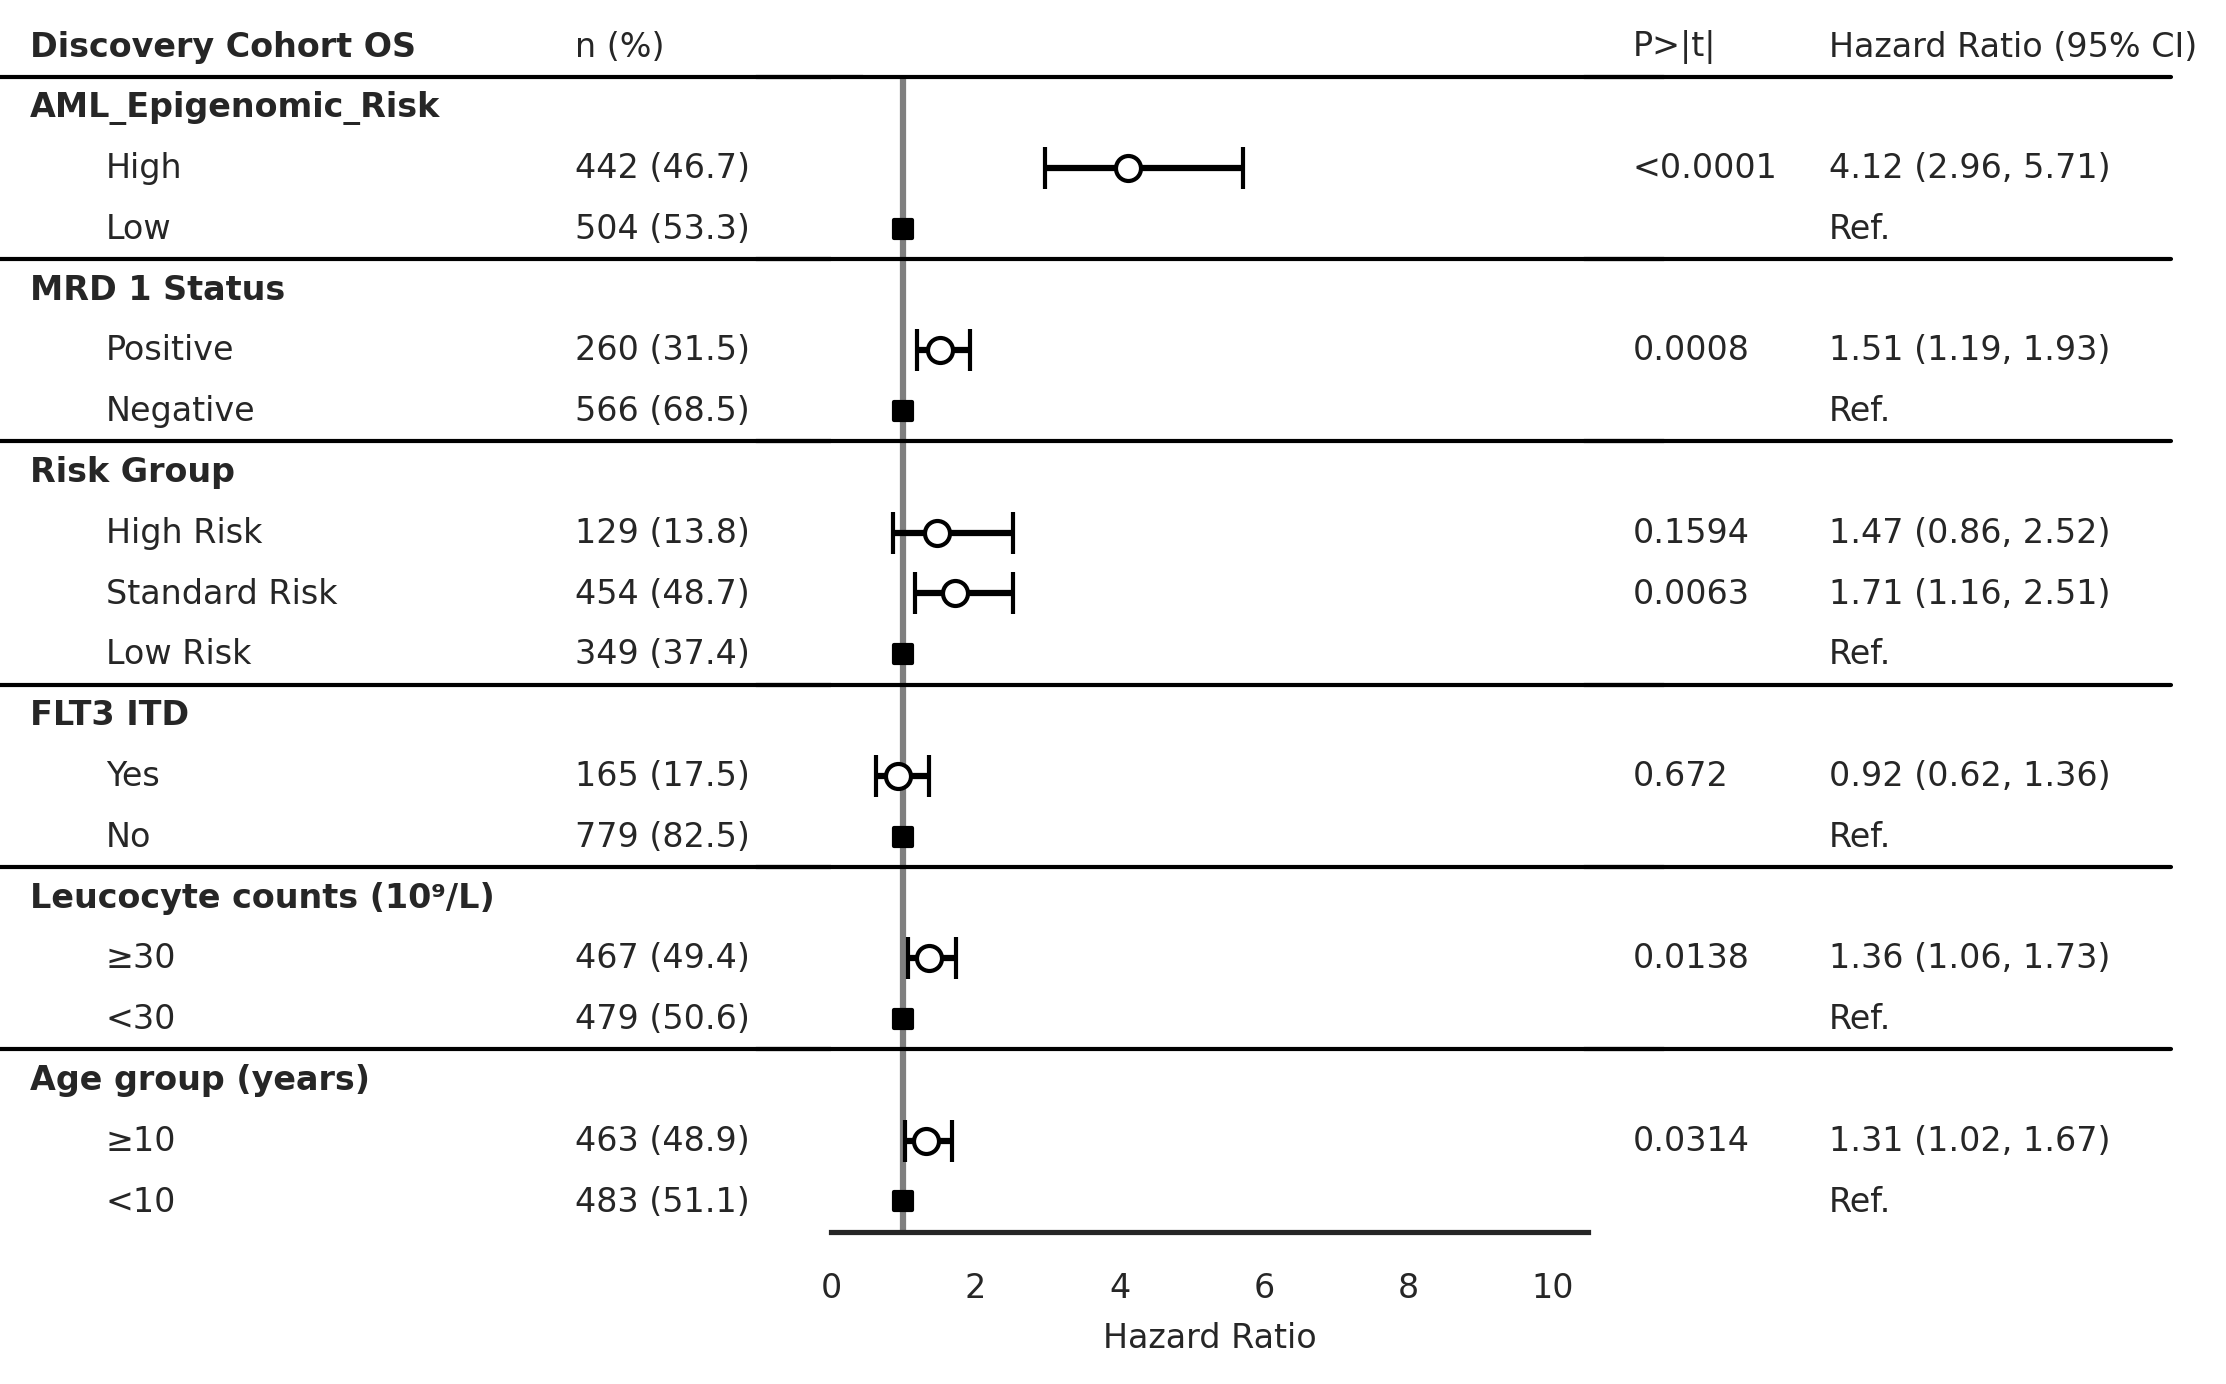 Discovery Cohort OS n (%) P>|t| Hazard Ratio (95% CI)
AML_Epigenomic_Risk
High 442 (46.7) <0.0001 4.12 (2.96, 5.71)
Low 504 (53.3) Ref.
MRD 1 Status
Positive 260 (31.5) 0.0008 1.51 (1.19, 1.93)
Negative 566 (68.5) Ref.
Risk Group
High Risk 129 (13.8) 0.1594 1.47 (0.86, 2.52)
Standard Risk 454 (48.7) 0.0063 1.71 (1.16, 2.51)
Low Risk 349 (37.4) Ref.
FLT3 ITD
Yes 165 (17.5) 0.672 0.92 (0.62, 1.36)
No 779 (82.5) Ref.
Leucocyte counts (10⁹/L)
≥30 467 (49.4) 0.0138 1.36 (1.06, 1.73)
<30 479 (50.6) Ref.
Age group (years)
≥10 463 (48.9) 0.0314 1.31 (1.02, 1.67)
<10 483 (51.1) Ref.
0 2 4 6 8 10
Hazard Ratio